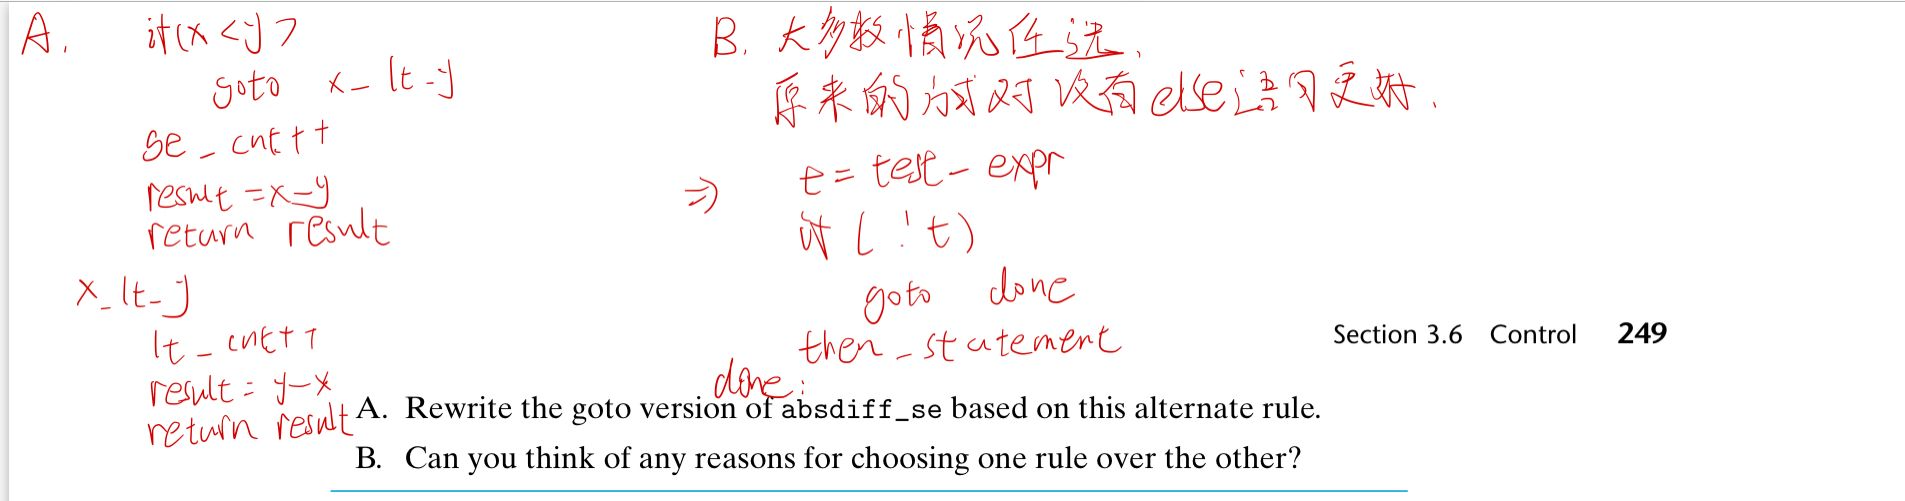 A. if(x<y)
goto x_lt_y
se_cnt++
result=x-y
return result
x_lt_y
lt_cnt++
result=y-x
return result
B. 大多数情况任选.
原来的方式对没有else语句更好.
⇒ t=test-expr
if(!t)
goto done
then_statement
done:
Section 3.6 Control 249
A. Rewrite the goto version of absdiff_se based on this alternate rule.
B. Can you think of any reasons for choosing one rule over the other?